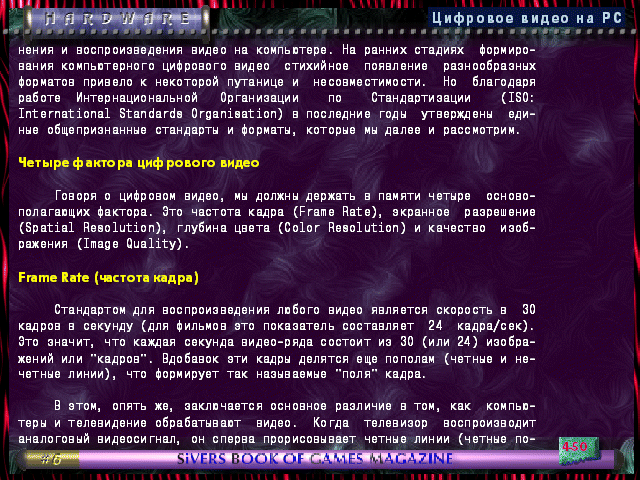 HARDWARE
Цифровое видео на PC
нения и воспроизведения видео на компьютере. На ранних стадиях формиро-
вания компьютерного цифрового видео стихийное появление разнообразных
форматов привело к некоторой путанице и несовместимости. Но благодаря
работе Интернациональной Организации по Стандартизации (ISO:
International Standards Organisation) в последние годы утверждены еди-
ные общепризнанные стандарты и форматы, которые мы далее и рассмотрим.
Четыре фактора цифрового видео
Говоря о цифровом видео, мы должны держать в памяти четыре осново-
полагающих фактора. Это частота кадра (Frame Rate), экранное разрешение
(Spatial Resolution), глубина цвета (Color Resolution) и качество изоб-
ражения (Image Quality).
Frame Rate (частота кадра)
Стандартом для воспроизведения любого видео является скорость в 30
кадров в секунду (для фильмов это показатель составляет 24 кадра/сек).
Это значит, что каждая секунда видео-ряда состоит из 30 (или 24) изобра-
жений или "кадров". Вдобавок эти кадры делятся еще пополам (четные и не-
четные линии), что формирует так называемые "поля" кадра.
В этом, опять же, заключается основное различие в том, как компью-
теры и телевидение обрабатывают видео. Когда телевизор воспроизводит
аналоговый видеосигнал, он сперва прорисовывает четные линии (четные по-
#6
SiVERS BOOK OF GAMES MAGAZINE
4-50